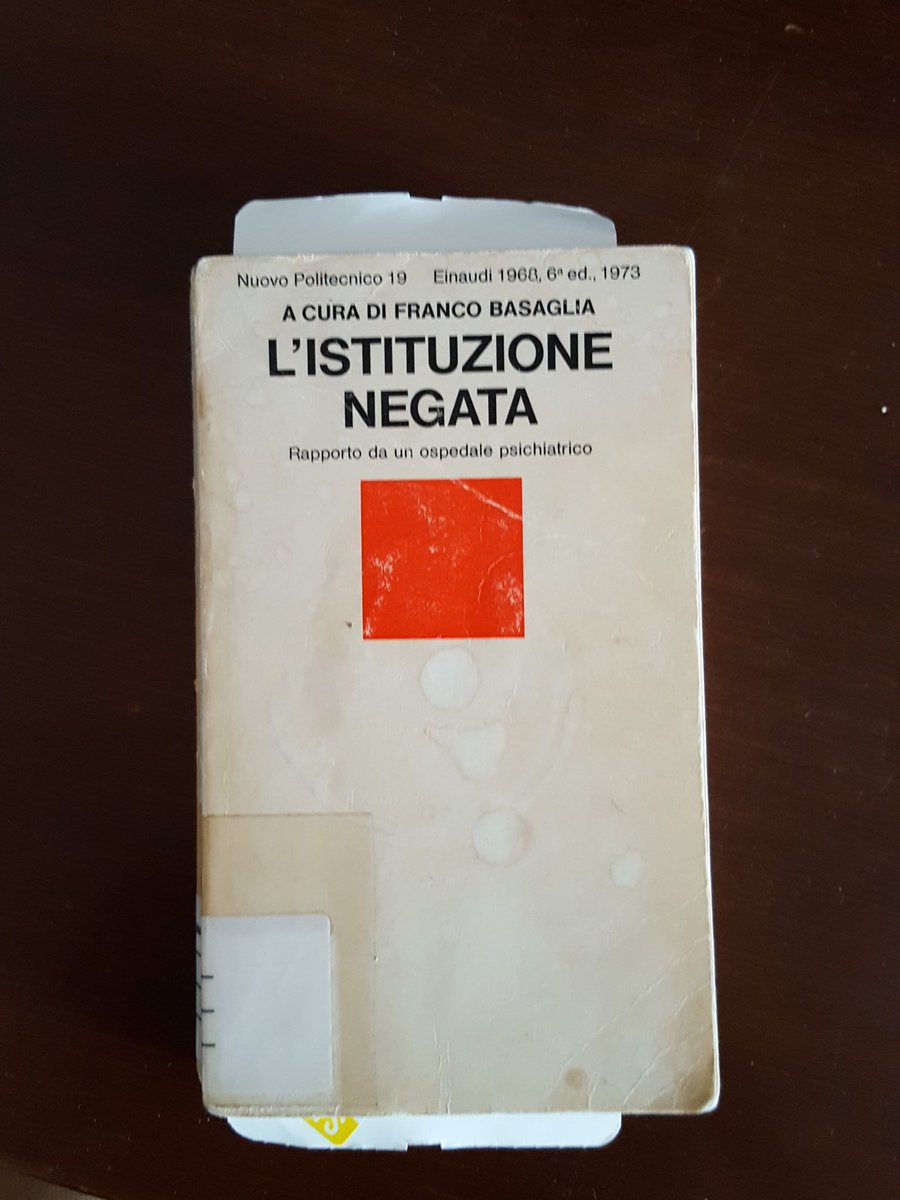 Nuovo Politecnico 19 Einaudi 1968, 6ª ed., 1973
A CURA DI FRANCO BASAGLIA
L'ISTITUZIONE
NEGATA
Rapporto da un ospedale psichiatrico